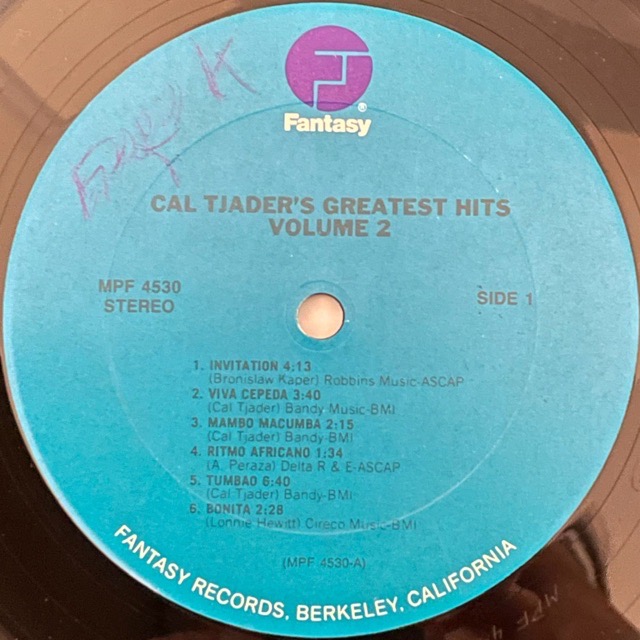 Fantasy®
CAL TJADER'S GREATEST HITS
VOLUME 2
MPF 4530
STEREO
SIDE 1
1. INVITATION 4:13
(Bronislaw Kaper) Robbins Music-ASCAP
2. VIVA CEPEDA 3:40
(Cal Tjader) Bandy Music-BMI
3. MAMBO MACUMBA 2:15
(Cal Tjader) Bandy-BMI
4. RITMO AFRICANO 1:34
(A. Peraza) Delta R & E-ASCAP
5. TUMBAO 6:40
(Cal Tjader) Bandy-BMI
6. BONITA 2:28
(Lonnie Hewitt) Cireco Music-BMI
(MPF 4530-A)
FANTASY RECORDS, BERKELEY, CALIFORNIA